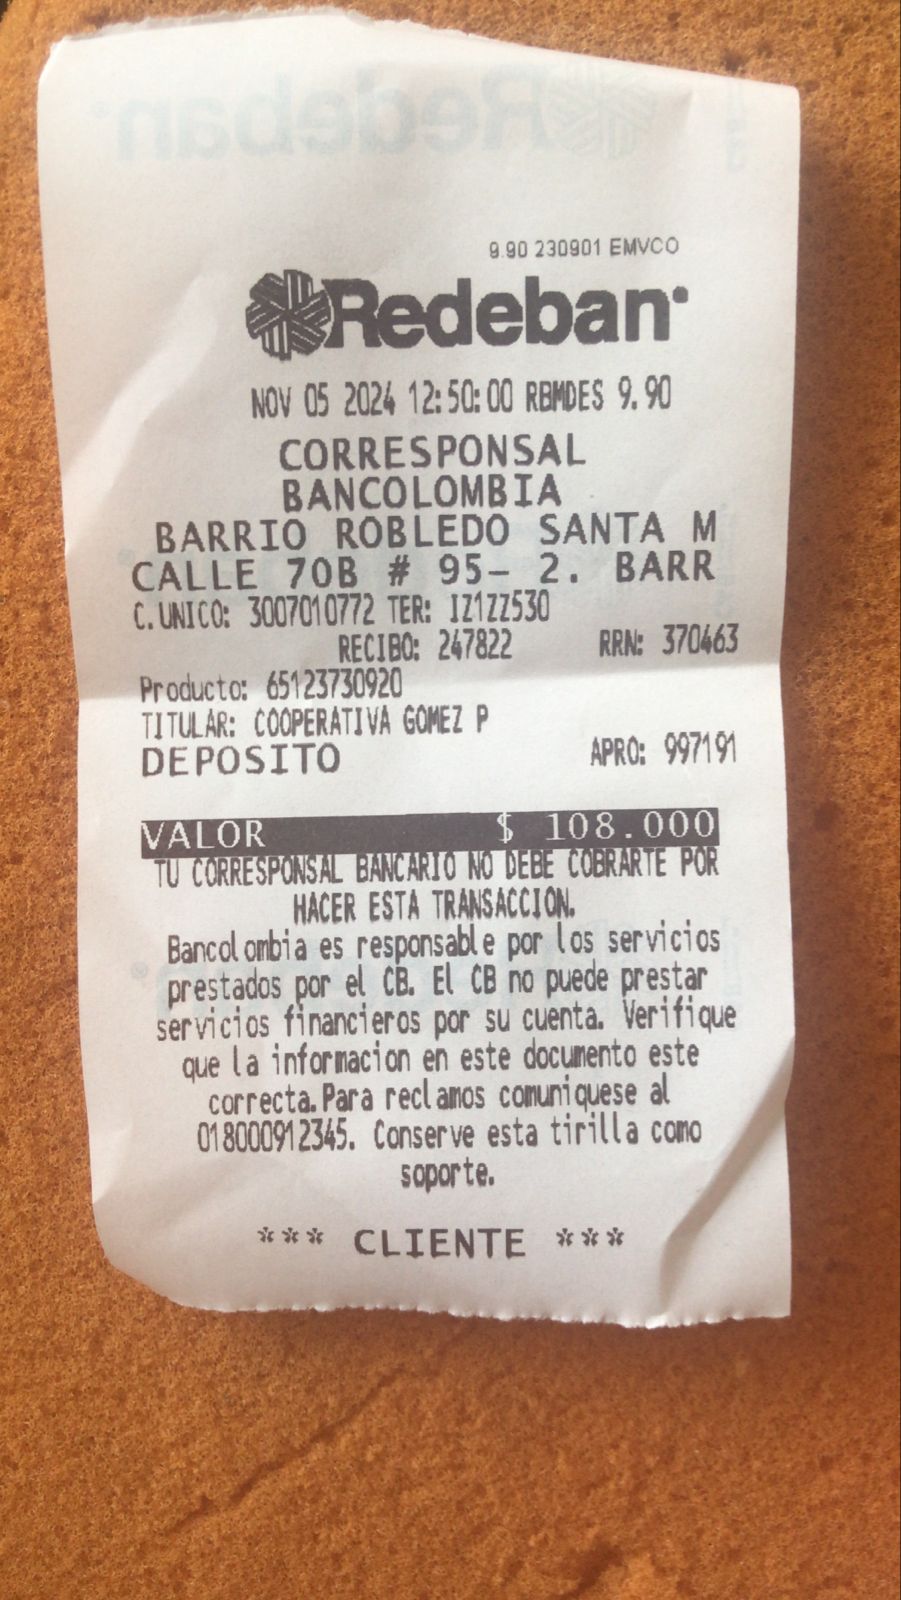 9.90 230901 EMVCO
Redeban
NOV 05 2024 12:50:00 RBMDES 9.90
CORRESPONSAL
BANCOLOMBIA
BARRIO ROBLEDO SANTA M
CALLE 70B # 95- 2. BARR
C.UNICO: 3007010772 TER: IZ1ZZ530
RECIBO: 247822 RRN: 370463
Producto: 65123730920
TITULAR: COOPERATIVA GOMEZ P
DEPOSITO APRO: 997191
VALOR $ 108.000
TU CORRESPONSAL BANCARIO NO DEBE COBRARTE POR
HACER ESTA TRANSACCION.
Bancolombia es responsable por los servicios
prestados por el CB. El CB no puede prestar
servicios financieros por su cuenta. Verifique
que la informacion en este documento este
correcta.Para reclamos comuniquese al
018000912345. Conserve esta tirilla como
soporte.
*** CLIENTE ***